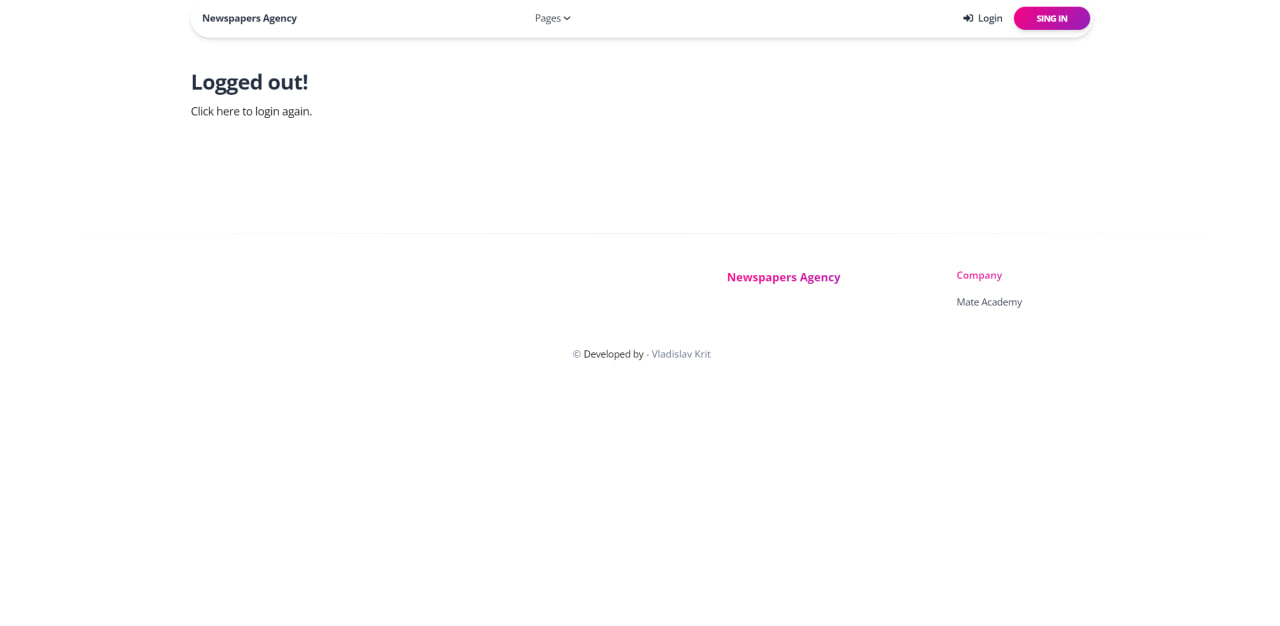 Newspapers Agency
Pages
Login
SING IN
Logged out!
Click here to login again.
Newspapers Agency
Company
Mate Academy
© Developed by - Vladislav Krit